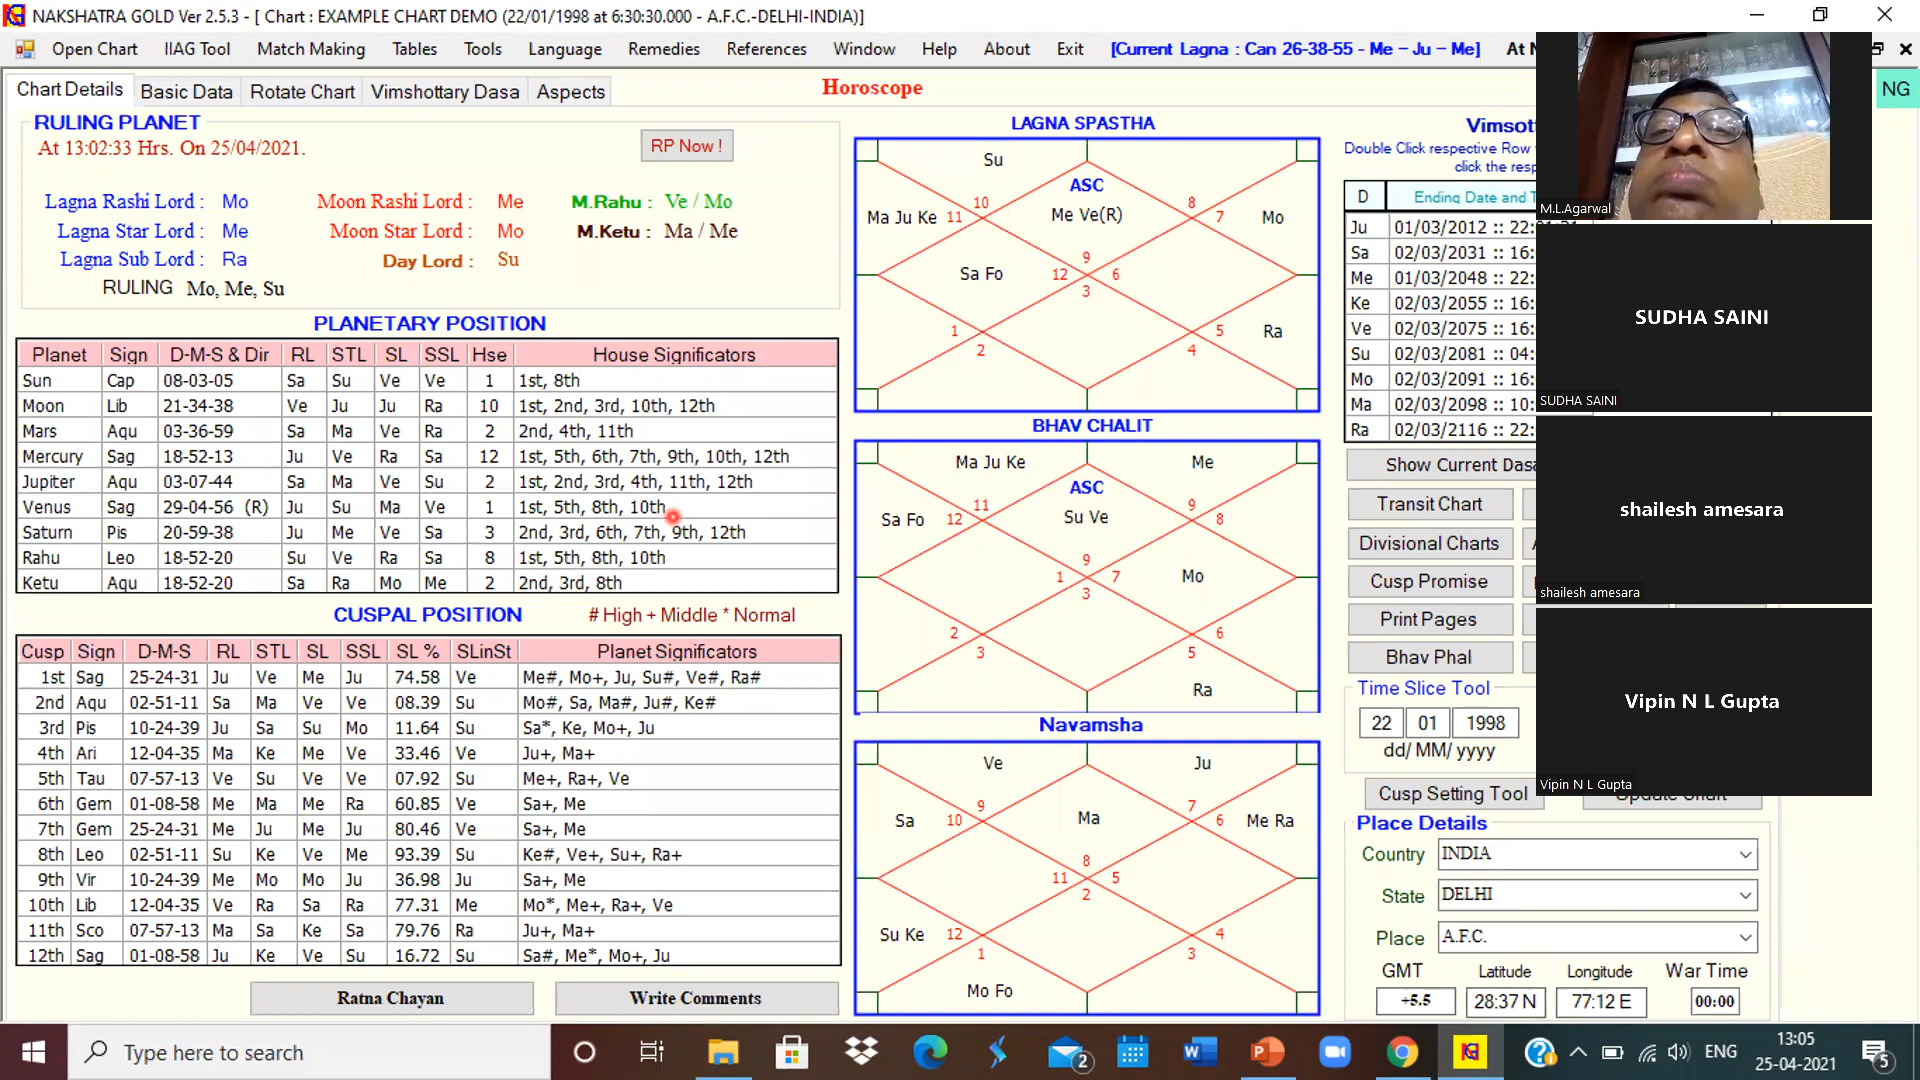 NAKSHATRA GOLD Ver 2.5.3 - [ Chart : EXAMPLE CHART DEMO (22/01/1998 at 6:30:30.000 - A.F.C.-DELHI-INDIA)]
Open Chart IIAG Tool Match Making Tables Tools Language Remedies References Window Help About Exit [Current Lagna : Can 26-38-55 - Me – Ju – Me] At N
Chart Details Basic Data Rotate Chart Vimshottary Dasa Aspects
Horoscope
NG
RULING PLANET
At 13:02:33 Hrs. On 25/04/2021.
RP Now !
Lagna Rashi Lord : Mo Moon Rashi Lord : Me M.Rahu : Ve / Mo
Lagna Star Lord : Me Moon Star Lord : Mo M.Ketu : Ma / Me
Lagna Sub Lord : Ra Day Lord : Su
RULING Mo, Me, Su
PLANETARY POSITION
Planet Sign D-M-S & Dir RL STL SL SSL Hse House Significators
Sun Cap 08-03-05 Sa Su Ve Ve 1 1st, 8th
Moon Lib 21-34-38 Ve Ju Ju Ra 10 1st, 2nd, 3rd, 10th, 12th
Mars Aqu 03-36-59 Sa Ma Ve Ra 2 2nd, 4th, 11th
Mercury Sag 18-52-13 Ju Ve Ra Sa 12 1st, 5th, 6th, 7th, 9th, 10th, 12th
Jupiter Aqu 03-07-44 Sa Ma Ve Su 2 1st, 2nd, 3rd, 4th, 11th, 12th
Venus Sag 29-04-56 (R) Ju Su Ma Ve 1 1st, 5th, 8th, 10th
Saturn Pis 20-59-38 Ju Me Ve Sa 3 2nd, 3rd, 6th, 7th, 9th, 12th
Rahu Leo 18-52-20 Su Ve Ra Sa 8 1st, 5th, 8th, 10th
Ketu Aqu 18-52-20 Sa Ra Mo Me 2 2nd, 3rd, 8th
CUSPAL POSITION # High + Middle * Normal
Cusp Sign D-M-S RL STL SL SSL SL % SLinSt Planet Significators
1st Sag 25-24-31 Ju Ve Me Ju 74.58 Ve Me#, Mo+, Ju, Su#, Ve#, Ra#
2nd Aqu 02-51-11 Sa Ma Ve Ve 08.39 Su Mo#, Sa, Ma#, Ju#, Ke#
3rd Pis 10-24-39 Ju Sa Su Mo 11.64 Su Sa*, Ke, Mo+, Ju
4th Ari 12-04-35 Ma Ke Me Ve 33.46 Ve Ju+, Ma+
5th Tau 07-57-13 Ve Su Ve Ve 07.92 Su Me+, Ra+, Ve
6th Gem 01-08-58 Me Ma Me Ra 60.85 Ve Sa+, Me
7th Gem 25-24-31 Me Ju Me Ju 80.46 Ve Sa+, Me
8th Leo 02-51-11 Su Ke Ve Me 93.39 Su Ke#, Ve+, Su+, Ra+
9th Vir 10-24-39 Me Mo Mo Ju 36.98 Ju Sa+, Me
10th Lib 12-04-35 Ve Ra Sa Ra 77.31 Me Mo*, Me+, Ra+, Ve
11th Sco 07-57-13 Ma Sa Ke Sa 79.76 Ra Ju+, Ma+
12th Sag 01-08-58 Ju Ke Ve Su 16.72 Su Sa#, Me*, Mo+, Ju
Ratna Chayan Write Comments
LAGNA SPASTHA
Su
ASC
Ma Ju Ke 11 10 Me Ve(R) 8 7 Mo
Sa Fo 12 9 6
3
1 5 Ra
2 4
BHAV CHALIT
Ma Ju Ke Me
ASC
Sa Fo 12 11 Su Ve 9 8
9
1 7 Mo
3
2 6
3 5
Ra
Navamsha
Ve Ju
Sa 10 9 Ma 7 6 Me Ra
8
11 5
2
Su Ke 12 4
1 3
Mo Fo
Vimsott
Double Click respective Row
click the resp
D Ending Date and T
Ju 01/03/2012 :: 22:
Sa 02/03/2031 :: 16:
Me 01/03/2048 :: 22:
Ke 02/03/2055 :: 16:
Ve 02/03/2075 :: 16:
Su 02/03/2081 :: 04:
Mo 02/03/2091 :: 16:
Ma 02/03/2098 :: 10:
Ra 02/03/2116 :: 22:
Show Current Dasa
Transit Chart
Divisional Charts
Cusp Promise
Print Pages
Bhav Phal
Time Slice Tool
22 01 1998
dd/ MM/ yyyy
Cusp Setting Tool Update Chart
Place Details
Country INDIA
State DELHI
Place A.F.C.
GMT Latitude Longitude War Time
+5.5 28:37 N 77:12 E 00:00
M.L.Agarwal
SUDHA SAINI
SUDHA SAINI
shailesh amesara
shailesh amesara
Vipin N L Gupta
Vipin N L Gupta
Type here to search
2
ENG
13:05
25-04-2021
5